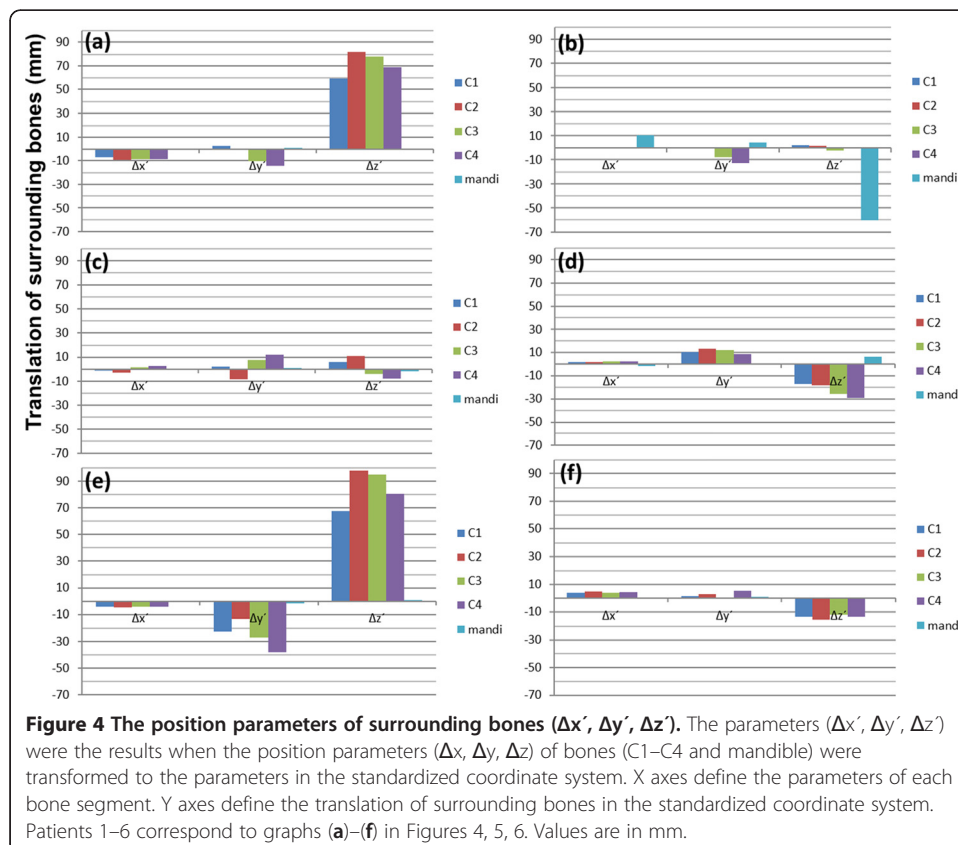 Translation of surrounding bones (mm)
(a)
90
70
50
30
10
-10
-30
-50
-70
Δx´
Δy´
Δz´
C1
C2
C3
C4
mandi
(b)
90
70
50
30
10
-10
-30
-50
-70
Δx´
Δy´
Δz´
C1
C2
C3
C4
mandi
(c)
90
70
50
30
10
-10
-30
-50
-70
Δx´
Δy´
Δz´
C1
C2
C3
C4
mandi
(d)
90
70
50
30
10
-10
-30
-50
-70
Δx´
Δy´
Δz´
C1
C2
C3
C4
mand
(e)
90
70
50
30
10
-10
-30
-50
-70
Δx´
Δy´
Δz´
C1
C2
C3
C4
mandi
(f)
90
70
50
30
10
-10
-30
-50
-70
Δx´
Δy´
Δz´
C1
C2
C3
C4
mandi
Figure 4 The position parameters of surrounding bones (Δx´, Δy´, Δz´). The parameters (Δx´, Δy´, Δz´)
were the results when the position parameters (Δx, Δy, Δz) of bones (C1–C4 and mandible) were
transformed to the parameters in the standardized coordinate system. X axes define the parameters of each
bone segment. Y axes define the translation of surrounding bones in the standardized coordinate system.
Patients 1–6 correspond to graphs (a)–(f) in Figures 4, 5, 6. Values are in mm.